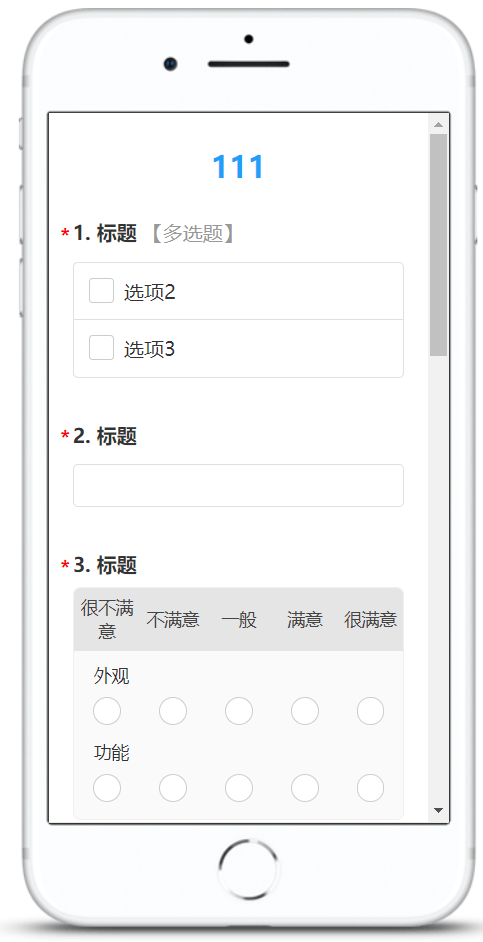 111
*1. 标题 【多选题】
选项2
选项3
*2. 标题
*3. 标题
很不满意 不满意 一般 满意 很满意
外观
功能